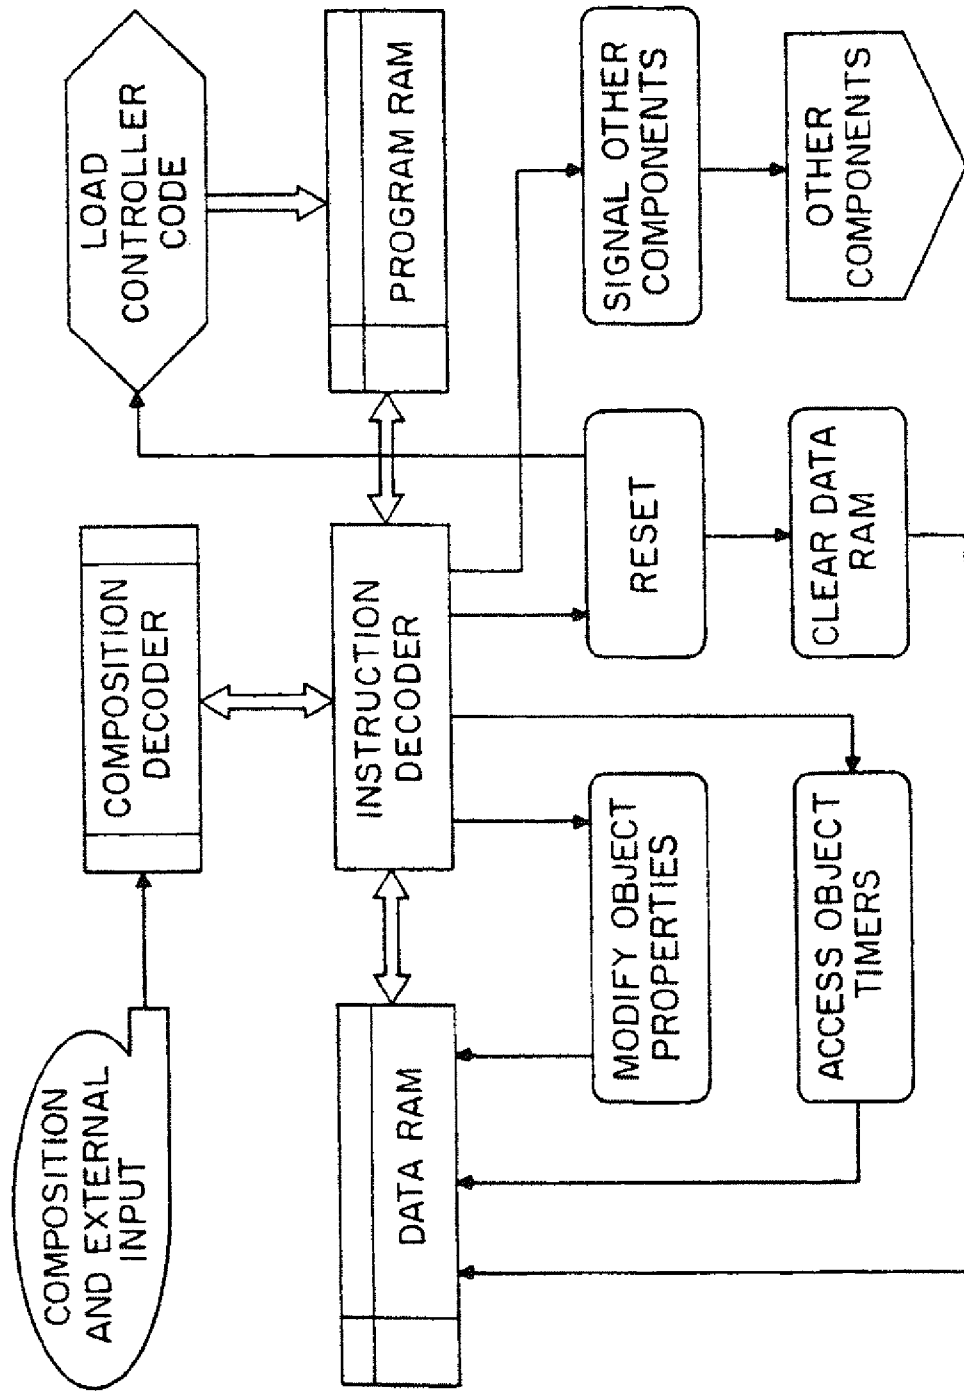 COMPOSITION
AND EXTERNAL
INPUT
COMPOSITION
DECODER
LOAD
CONTROLLER
CODE
DATA RAM
INSTRUCTION
DECODER
PROGRAM RAM
MODIFY OBJECT
PROPERTIES
RESET
SIGNAL OTHER
COMPONENTS
ACCESS OBJECT
TIMERS
CLEAR DATA
RAM
OTHER
COMPONENTS